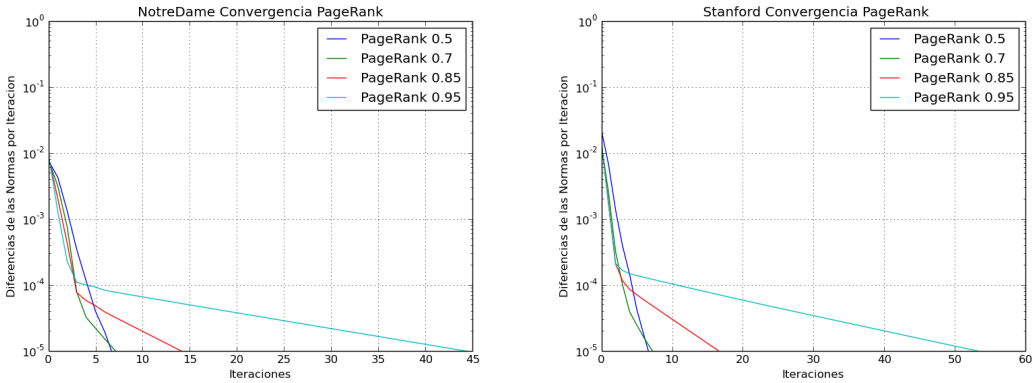 NotreDame Convergencia PageRank
10^0
10^-1
10^-2
10^-3
10^-4
10^-5
Diferencias de las Normas por Iteracion
PageRank 0.5
PageRank 0.7
PageRank 0.85
PageRank 0.95
0 5 10 15 20 25 30 35 40 45
Iteraciones
Stanford Convergencia PageRank
10^0
10^-1
10^-2
10^-3
10^-4
10^-5
Diferencias de las Normas por Iteracion
PageRank 0.5
PageRank 0.7
PageRank 0.85
PageRank 0.95
0 10 20 30 40 50 60
Iteraciones